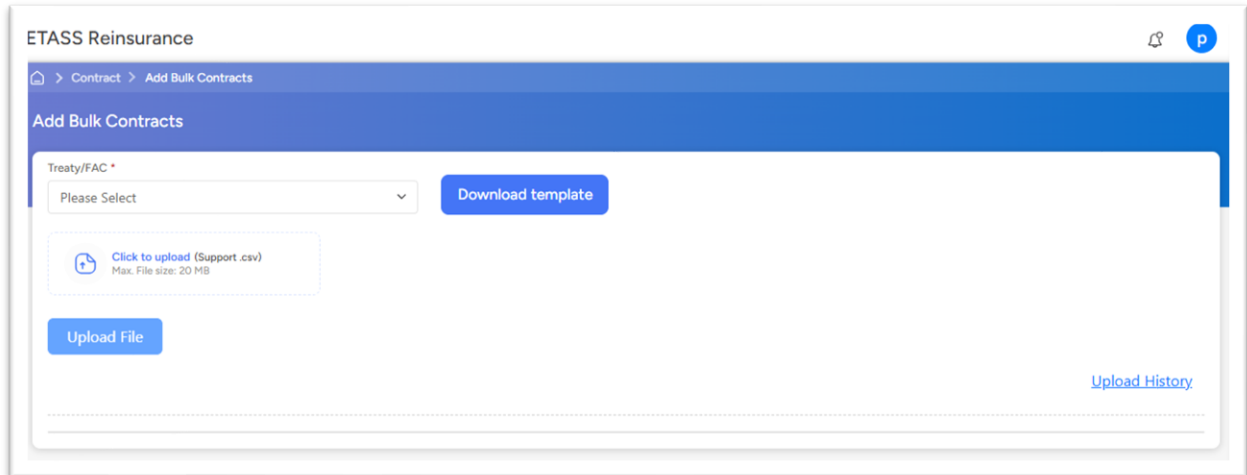 ETASS Reinsurance
p
Contract > Add Bulk Contracts
Add Bulk Contracts
Treaty/FAC *
Please Select
Download template
Click to upload (Support .csv)
Max. File size: 20 MB
Upload File
Upload History